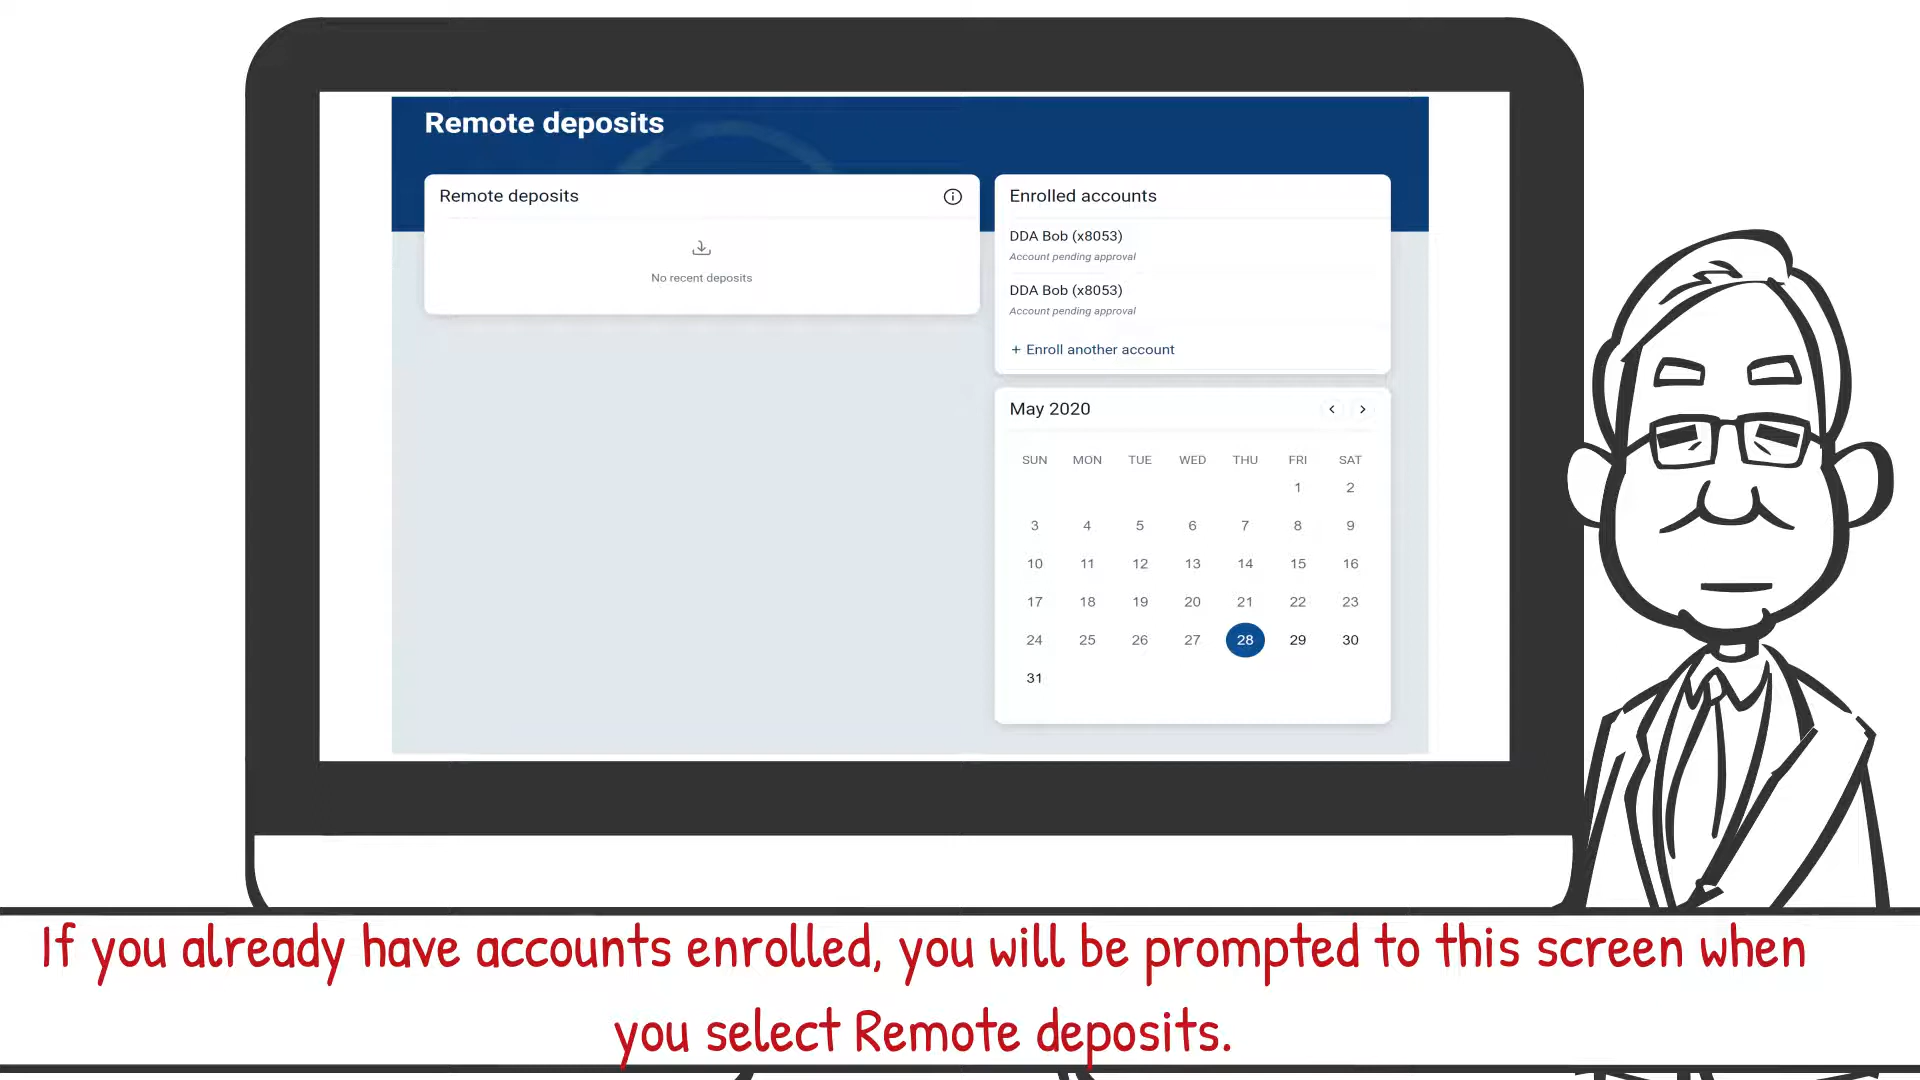 Remote deposits
Remote deposits
No recent deposits
Enrolled accounts
DDA Bob (x8053)
Account pending approval
DDA Bob (x8053)
Account pending approval
+ Enroll another account
May 2020
SUN MON TUE WED THU FRI SAT
1 2
3 4 5 6 7 8 9
10 11 12 13 14 15 16
17 18 19 20 21 22 23
24 25 26 27 28 29 30
31
If you already have accounts enrolled, you will be prompted to this screen when
you select Remote deposits.